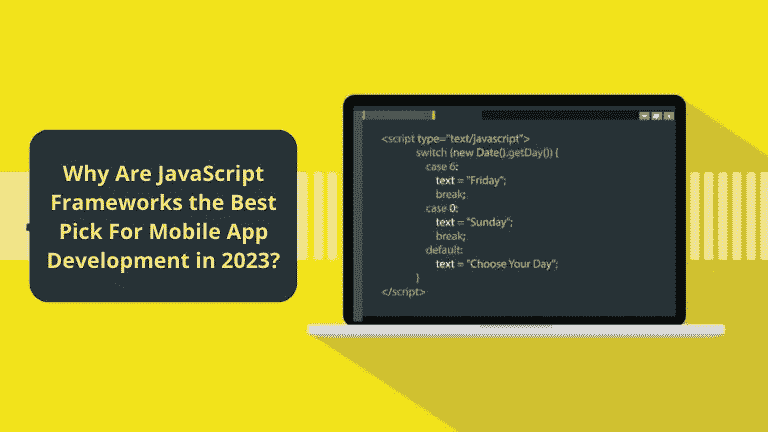 Why Are JavaScript
Frameworks the Best
Pick For Mobile App
Development in 2023?
<script type="text/javascript">
switch (new Date().getDay()) {
case 6:
text = "Friday";
break;
case 0:
text = "Sunday";
break;
default:
text = "Choose Your Day";
}
</script>